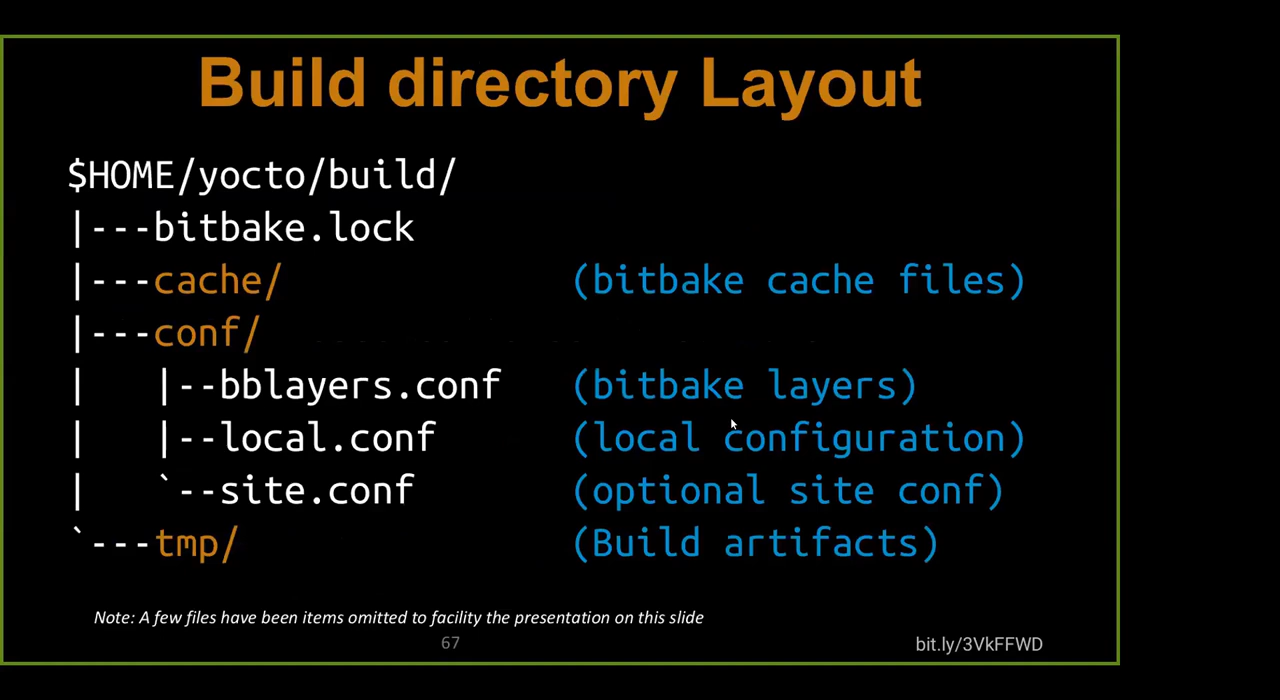 Build directory Layout
$HOME/yocto/build/
|---bitbake.lock
|---cache/ (bitbake cache files)
|---conf/
| |--bblayers.conf (bitbake layers)
| |--local.conf (local configuration)
| `--site.conf (optional site conf)
`---tmp/ (Build artifacts)
Note: A few files have been items omitted to facility the presentation on this slide
67 bit.ly/3VkFFWD